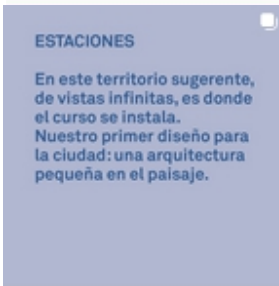 ESTACIONES
En este territorio sugerente,
de vistas infinitas, es donde
el curso se instala.
Nuestro primer diseño para
la ciudad: una arquitectura
pequeña en el paisaje.